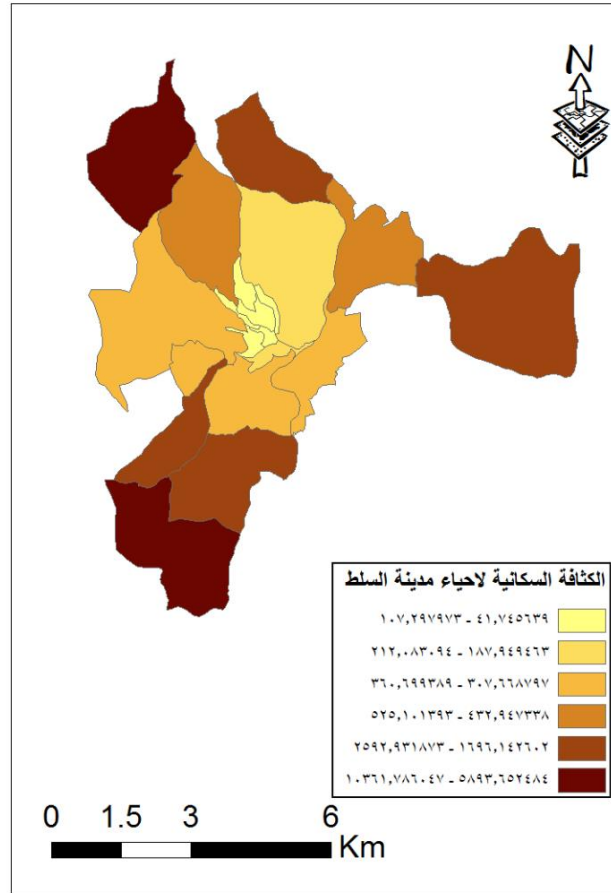 N
الكثافة السكانية لاحياء مدينة السلط
٤١,٧٤٥٦٣٩ - ١٠٧,٢٩٧٩٧٣
١٨٧,٩٤٩٤٦٣ - ٢١٢,٠٨٣٠٩٤
٣٠٧,٦٦٨٧٩٧ - ٣٦٠,٦٩٩٣٨٩
٤٣٢,٩٤٧٣٣٨ - ٥٢٥,١٠١٣٩٣
١٦٩٦,١٤٢٦٠٢ - ٢٥٩٢,٩٣١٨٧٣
٥٨٩٣,٦٥٢٤٨٤ - ١٠٣٦١,٧٨٦٠٤٧
0 1.5 3 6
Km